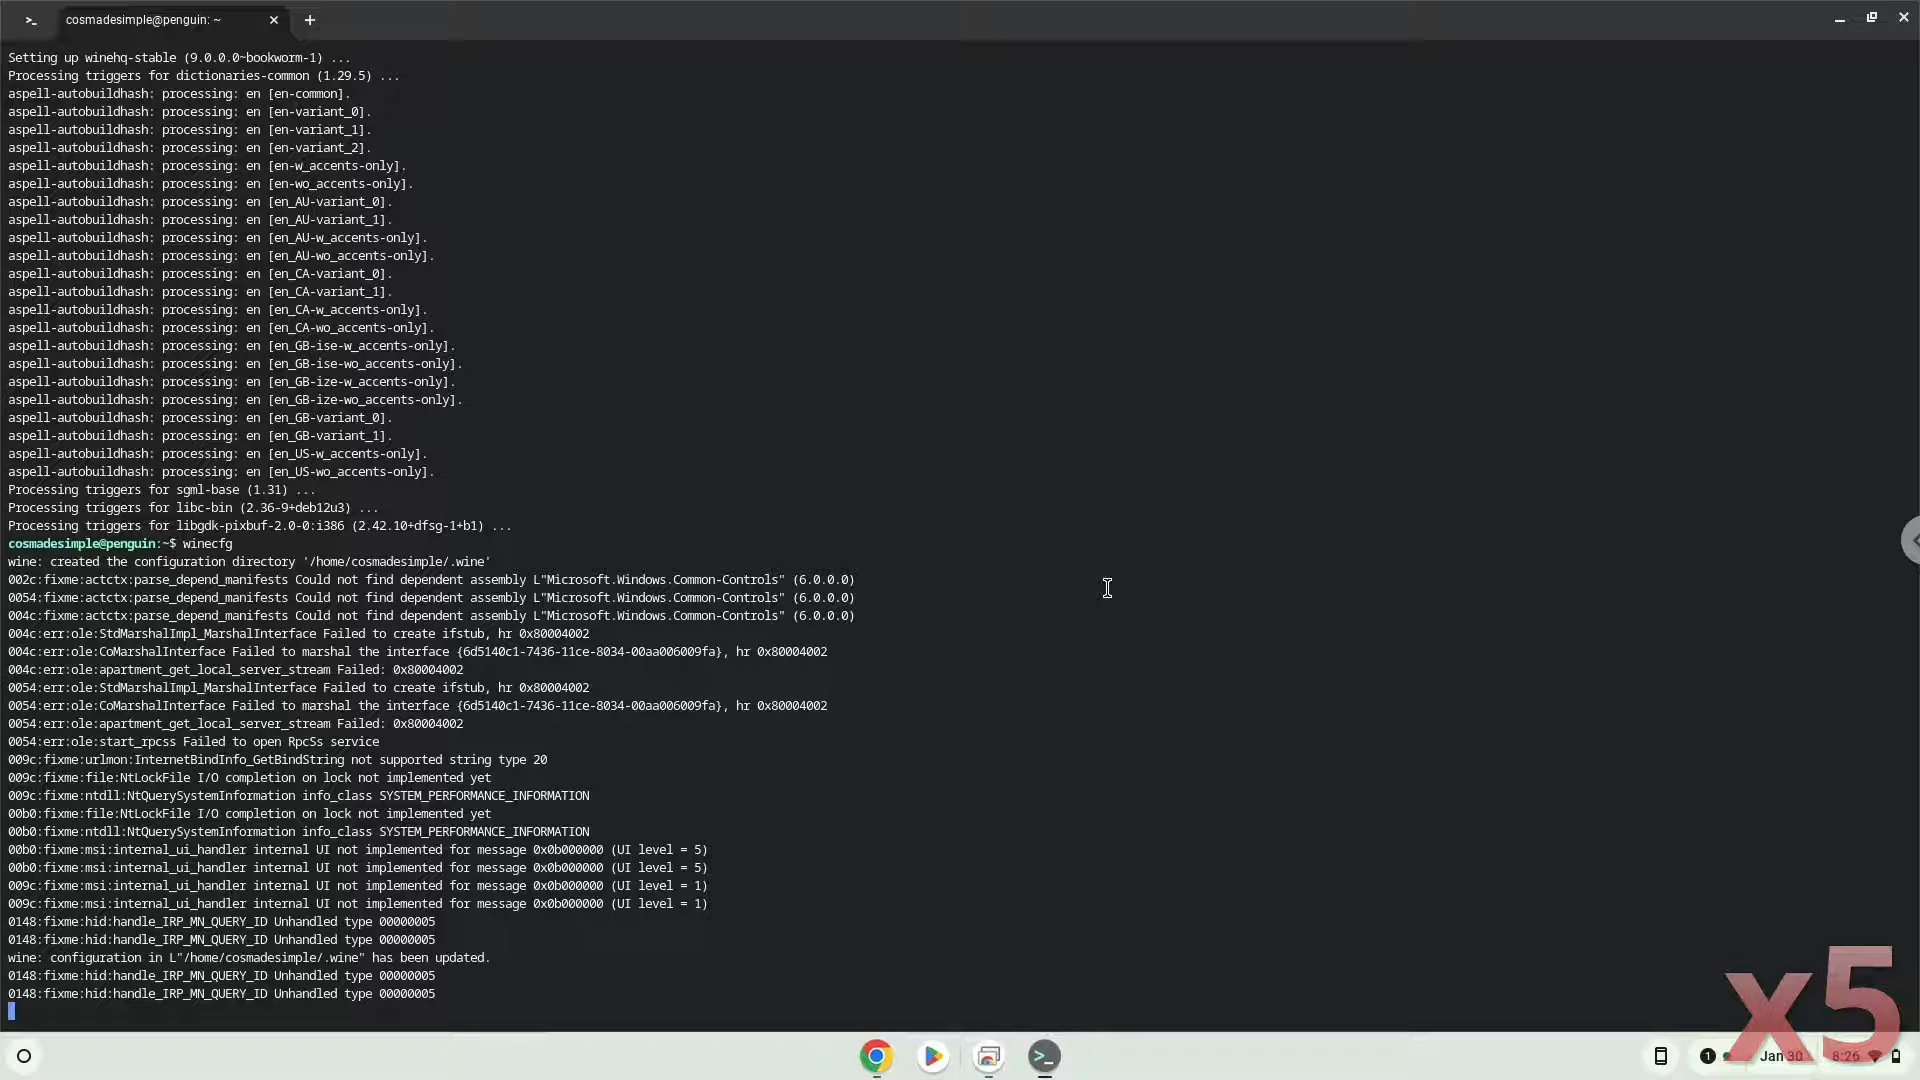 cosmadesimple@penguin: ~
Setting up winehq-stable (9.0.0.0~bookworm-1) ...
Processing triggers for dictionaries-common (1.29.5) ...
aspell-autobuildhash: processing: en [en-common].
aspell-autobuildhash: processing: en [en-variant_0].
aspell-autobuildhash: processing: en [en-variant_1].
aspell-autobuildhash: processing: en [en-variant_2].
aspell-autobuildhash: processing: en [en-w_accents-only].
aspell-autobuildhash: processing: en [en-wo_accents-only].
aspell-autobuildhash: processing: en [en_AU-variant_0].
aspell-autobuildhash: processing: en [en_AU-variant_1].
aspell-autobuildhash: processing: en [en_AU-w_accents-only].
aspell-autobuildhash: processing: en [en_AU-wo_accents-only].
aspell-autobuildhash: processing: en [en_CA-variant_0].
aspell-autobuildhash: processing: en [en_CA-variant_1].
aspell-autobuildhash: processing: en [en_CA-w_accents-only].
aspell-autobuildhash: processing: en [en_CA-wo_accents-only].
aspell-autobuildhash: processing: en [en_GB-ise-w_accents-only].
aspell-autobuildhash: processing: en [en_GB-ise-wo_accents-only].
aspell-autobuildhash: processing: en [en_GB-ize-w_accents-only].
aspell-autobuildhash: processing: en [en_GB-ize-wo_accents-only].
aspell-autobuildhash: processing: en [en_GB-variant_0].
aspell-autobuildhash: processing: en [en_GB-variant_1].
aspell-autobuildhash: processing: en [en_US-w_accents-only].
aspell-autobuildhash: processing: en [en_US-wo_accents-only].
Processing triggers for sgml-base (1.31) ...
Processing triggers for libc-bin (2.36-9+deb12u3) ...
Processing triggers for libgdk-pixbuf-2.0-0:i386 (2.42.10+dfsg-1+b1) ...
cosmadesimple@penguin:~$ winecfg
wine: created the configuration directory '/home/cosmadesimple/.wine'
002c:fixme:actctx:parse_depend_manifests Could not find dependent assembly L"Microsoft.Windows.Common-Controls" (6.0.0.0)
0054:fixme:actctx:parse_depend_manifests Could not find dependent assembly L"Microsoft.Windows.Common-Controls" (6.0.0.0)
004c:fixme:actctx:parse_depend_manifests Could not find dependent assembly L"Microsoft.Windows.Common-Controls" (6.0.0.0)
004c:err:ole:StdMarshalImpl_MarshalInterface Failed to create ifstub, hr 0x80004002
004c:err:ole:CoMarshalInterface Failed to marshal the interface {6d5140c1-7436-11ce-8034-00aa006009fa}, hr 0x80004002
004c:err:ole:apartment_get_local_server_stream Failed: 0x80004002
0054:err:ole:StdMarshalImpl_MarshalInterface Failed to create ifstub, hr 0x80004002
0054:err:ole:CoMarshalInterface Failed to marshal the interface {6d5140c1-7436-11ce-8034-00aa006009fa}, hr 0x80004002
0054:err:ole:apartment_get_local_server_stream Failed: 0x80004002
0054:err:ole:start_rpcss Failed to open RpcSs service
009c:fixme:urlmon:InternetBindInfo_GetBindString not supported string type 20
009c:fixme:file:NtLockFile I/O completion on lock not implemented yet
009c:fixme:ntdll:NtQuerySystemInformation info_class SYSTEM_PERFORMANCE_INFORMATION
00b0:fixme:file:NtLockFile I/O completion on lock not implemented yet
00b0:fixme:ntdll:NtQuerySystemInformation info_class SYSTEM_PERFORMANCE_INFORMATION
00b0:fixme:msi:internal_ui_handler internal UI not implemented for message 0x0b000000 (UI level = 5)
00b0:fixme:msi:internal_ui_handler internal UI not implemented for message 0x0b000000 (UI level = 5)
009c:fixme:msi:internal_ui_handler internal UI not implemented for message 0x0b000000 (UI level = 1)
009c:fixme:msi:internal_ui_handler internal UI not implemented for message 0x0b000000 (UI level = 1)
0148:fixme:hid:handle_IRP_MN_QUERY_ID Unhandled type 00000005
0148:fixme:hid:handle_IRP_MN_QUERY_ID Unhandled type 00000005
wine: configuration in L"/home/cosmadesimple/.wine" has been updated.
0148:fixme:hid:handle_IRP_MN_QUERY_ID Unhandled type 00000005
0148:fixme:hid:handle_IRP_MN_QUERY_ID Unhandled type 00000005
x5
1 Jan 30 8:26